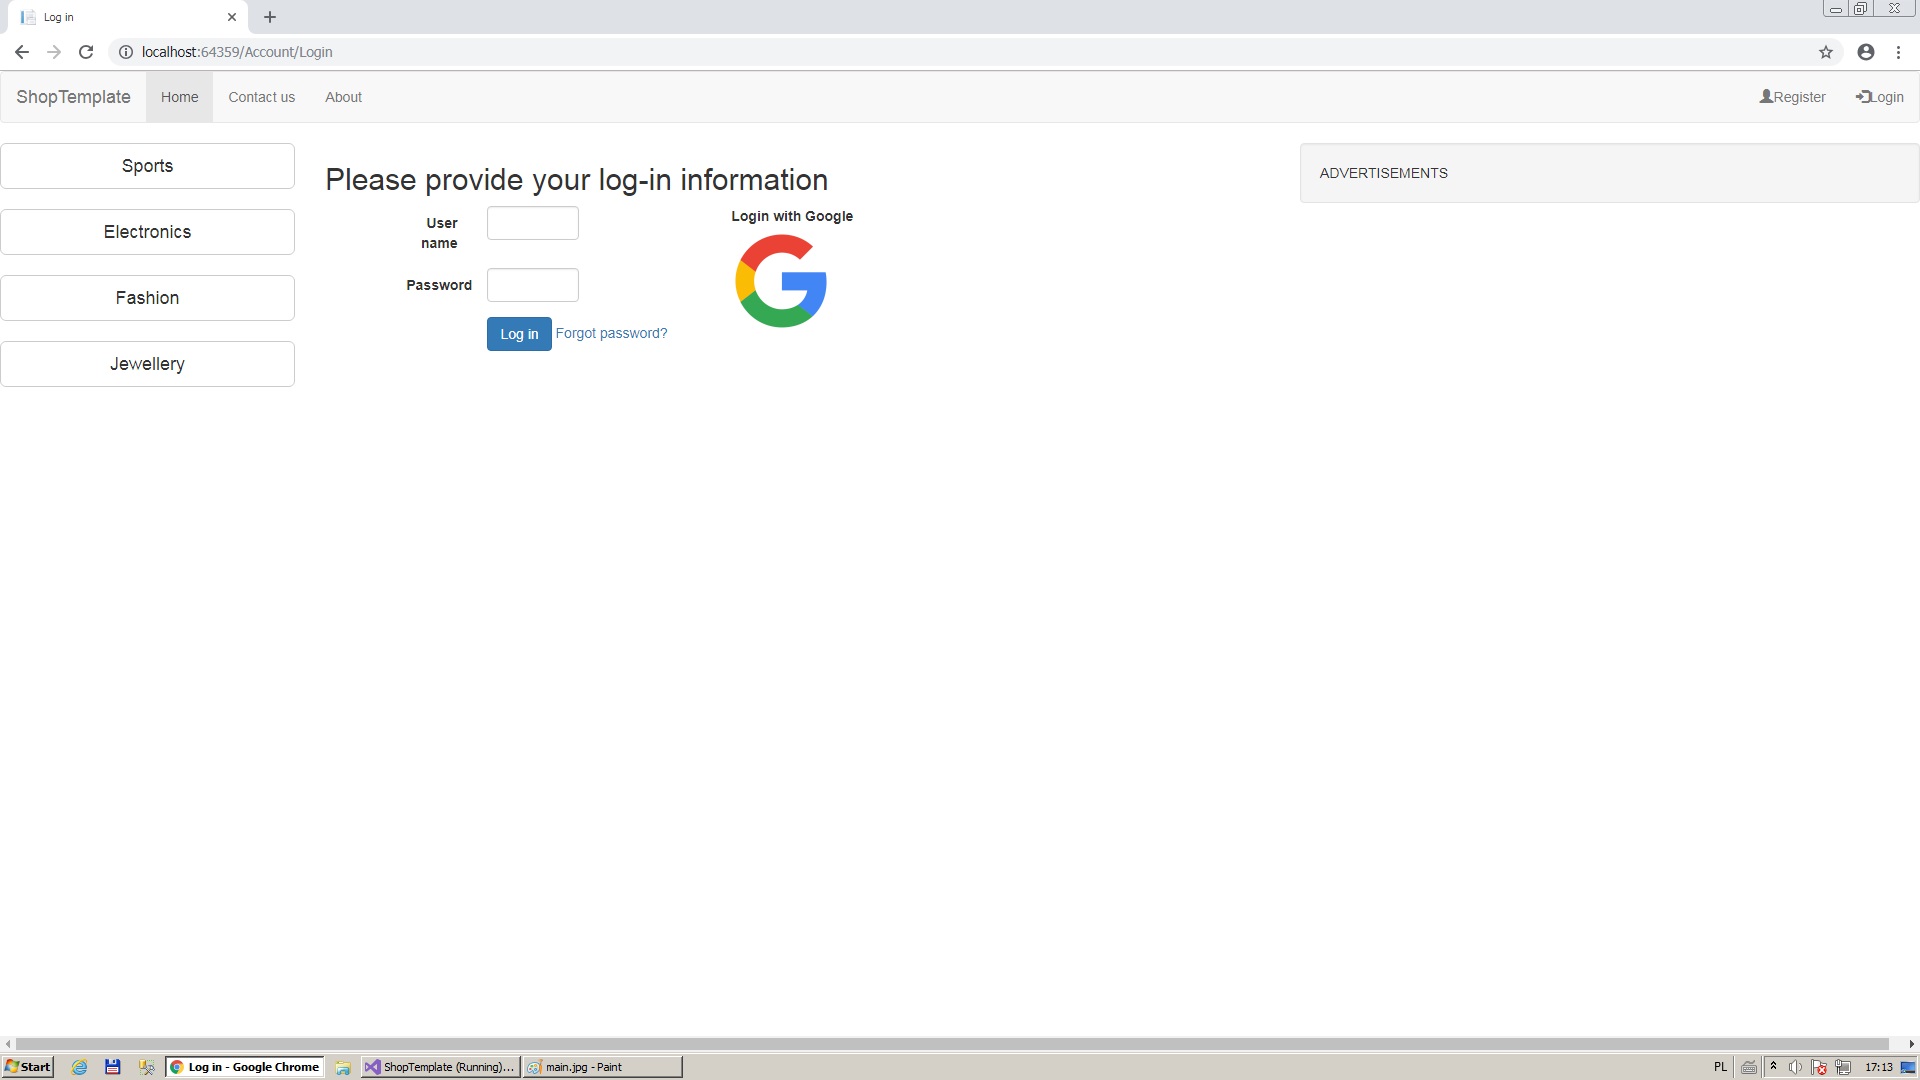 Log in
localhost:64359/Account/Login
ShopTemplate Home Contact us About Register Login
Sports
Electronics
Fashion
Jewellery
Please provide your log-in information
User
name
Password
Log in Forgot password?
Login with Google
ADVERTISEMENTS
Start Log in - Google Chrome ShopTemplate (Running)... main.jpg - Paint PL 17:13